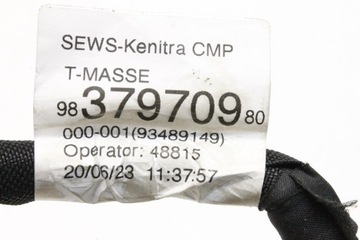 SEWS-Kenitra CMP
T-MASSE
98 379709 80
000-001(93489149)
Operator: 48815
20/06/23 11:37:57